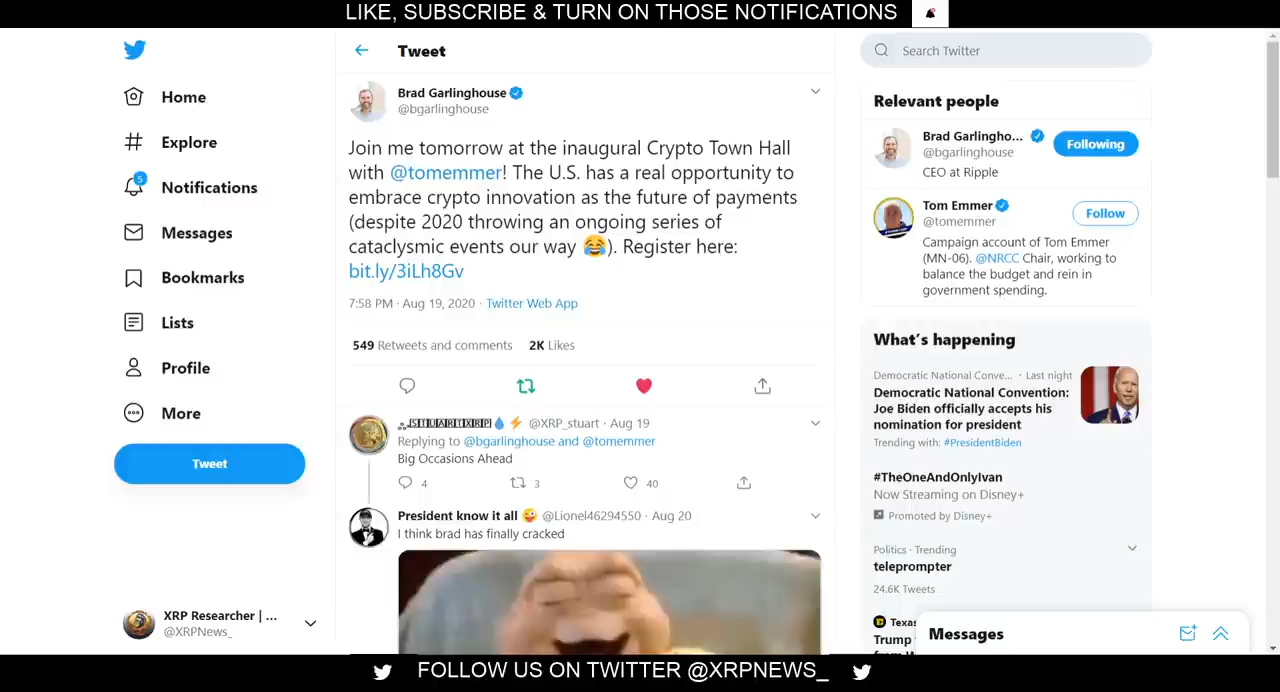 LIKE, SUBSCRIBE & TURN ON THOSE NOTIFICATIONS
Home
Explore
5
Notifications
Messages
Bookmarks
Lists
Profile
More
Tweet
XRP Researcher | ...
@XRPNews_
Tweet
Brad Garlinghouse
@bgarlinghouse
Join me tomorrow at the inaugural Crypto Town Hall
with @tomemmer! The U.S. has a real opportunity to
embrace crypto innovation as the future of payments
(despite 2020 throwing an ongoing series of
cataclysmic events our way 😂). Register here:
bit.ly/3iLh8Gv
7:58 PM · Aug 19, 2020 · Twitter Web App
549 Retweets and comments 2K Likes
@XRP_stuart · Aug 19
Replying to @bgarlinghouse and @tomemmer
Big Occasions Ahead
4 3 40
President know it all 😜 @Lionel46294550 · Aug 20
I think brad has finally cracked
Search Twitter
Relevant people
Brad Garlingho...
@bgarlinghouse
Following
CEO at Ripple
Tom Emmer
@tomemmer
Follow
Campaign account of Tom Emmer
(MN-06). @NRCC Chair, working to
balance the budget and rein in
government spending.
What's happening
Democratic National Conve... · Last night
Democratic National Convention:
Joe Biden officially accepts his
nomination for president
Trending with: #PresidentBiden
#TheOneAndOnlyIvan
Now Streaming on Disney+
Promoted by Disney+
Politics · Trending
teleprompter
24.6K Tweets
Texas
Trump
Messages
FOLLOW US ON TWITTER @XRPNEWS_